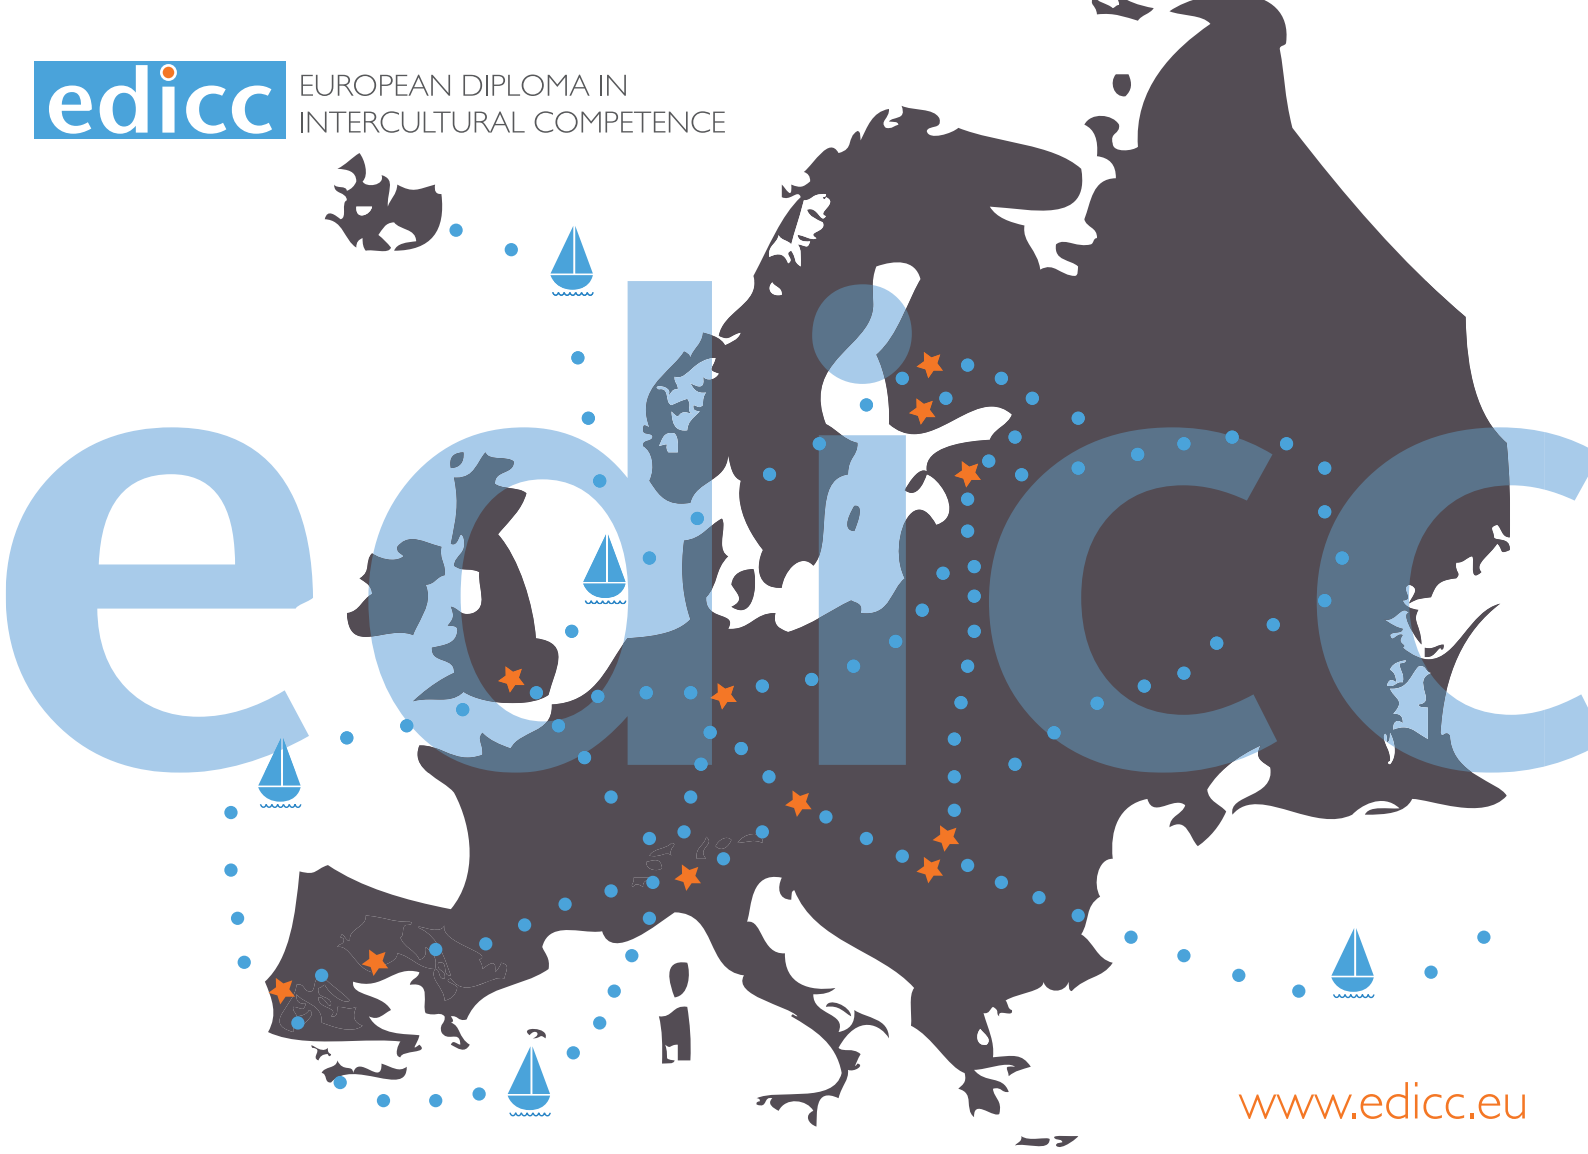 edicc
EUROPEAN DIPLOMA IN
INTERCULTURAL COMPETENCE
edicc
www.edicc.eu